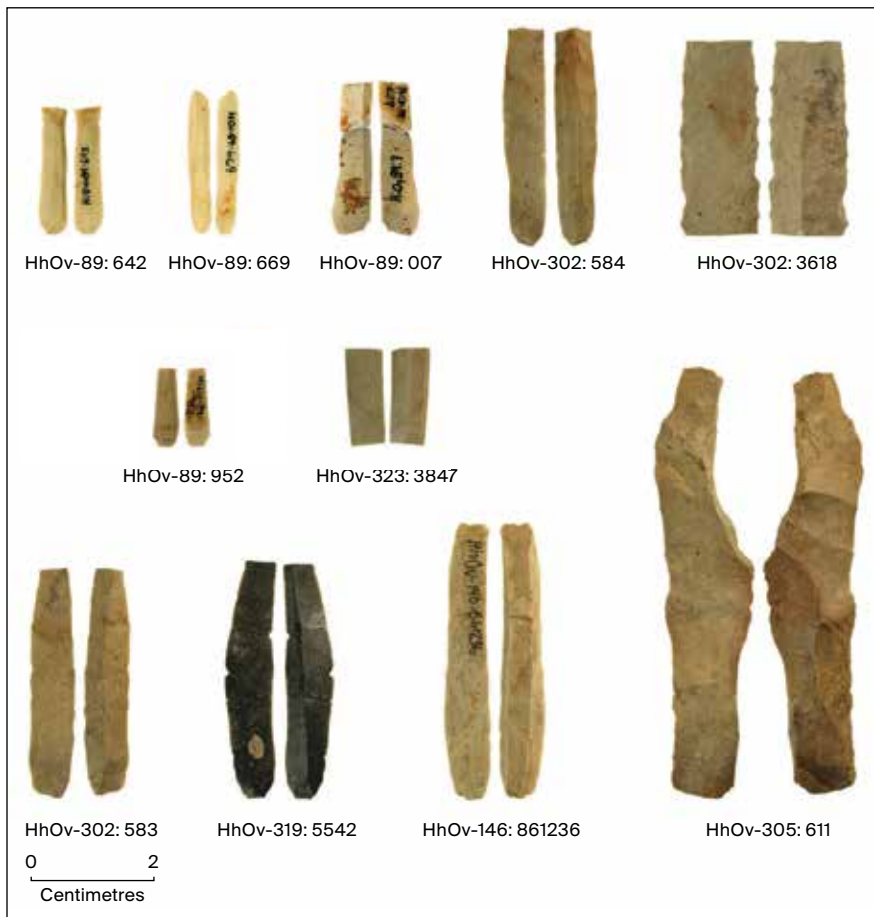 HhOv-89: 642
HhOv-89: 669
HhOv-89: 007
HhOv-302: 584
HhOv-302: 3618
HhOv-89: 952
HhOv-323: 3847
HhOv-302: 583
HhOv-319: 5542
HhOv-146: 861236
HhOv-305: 611
0 2
Centimetres